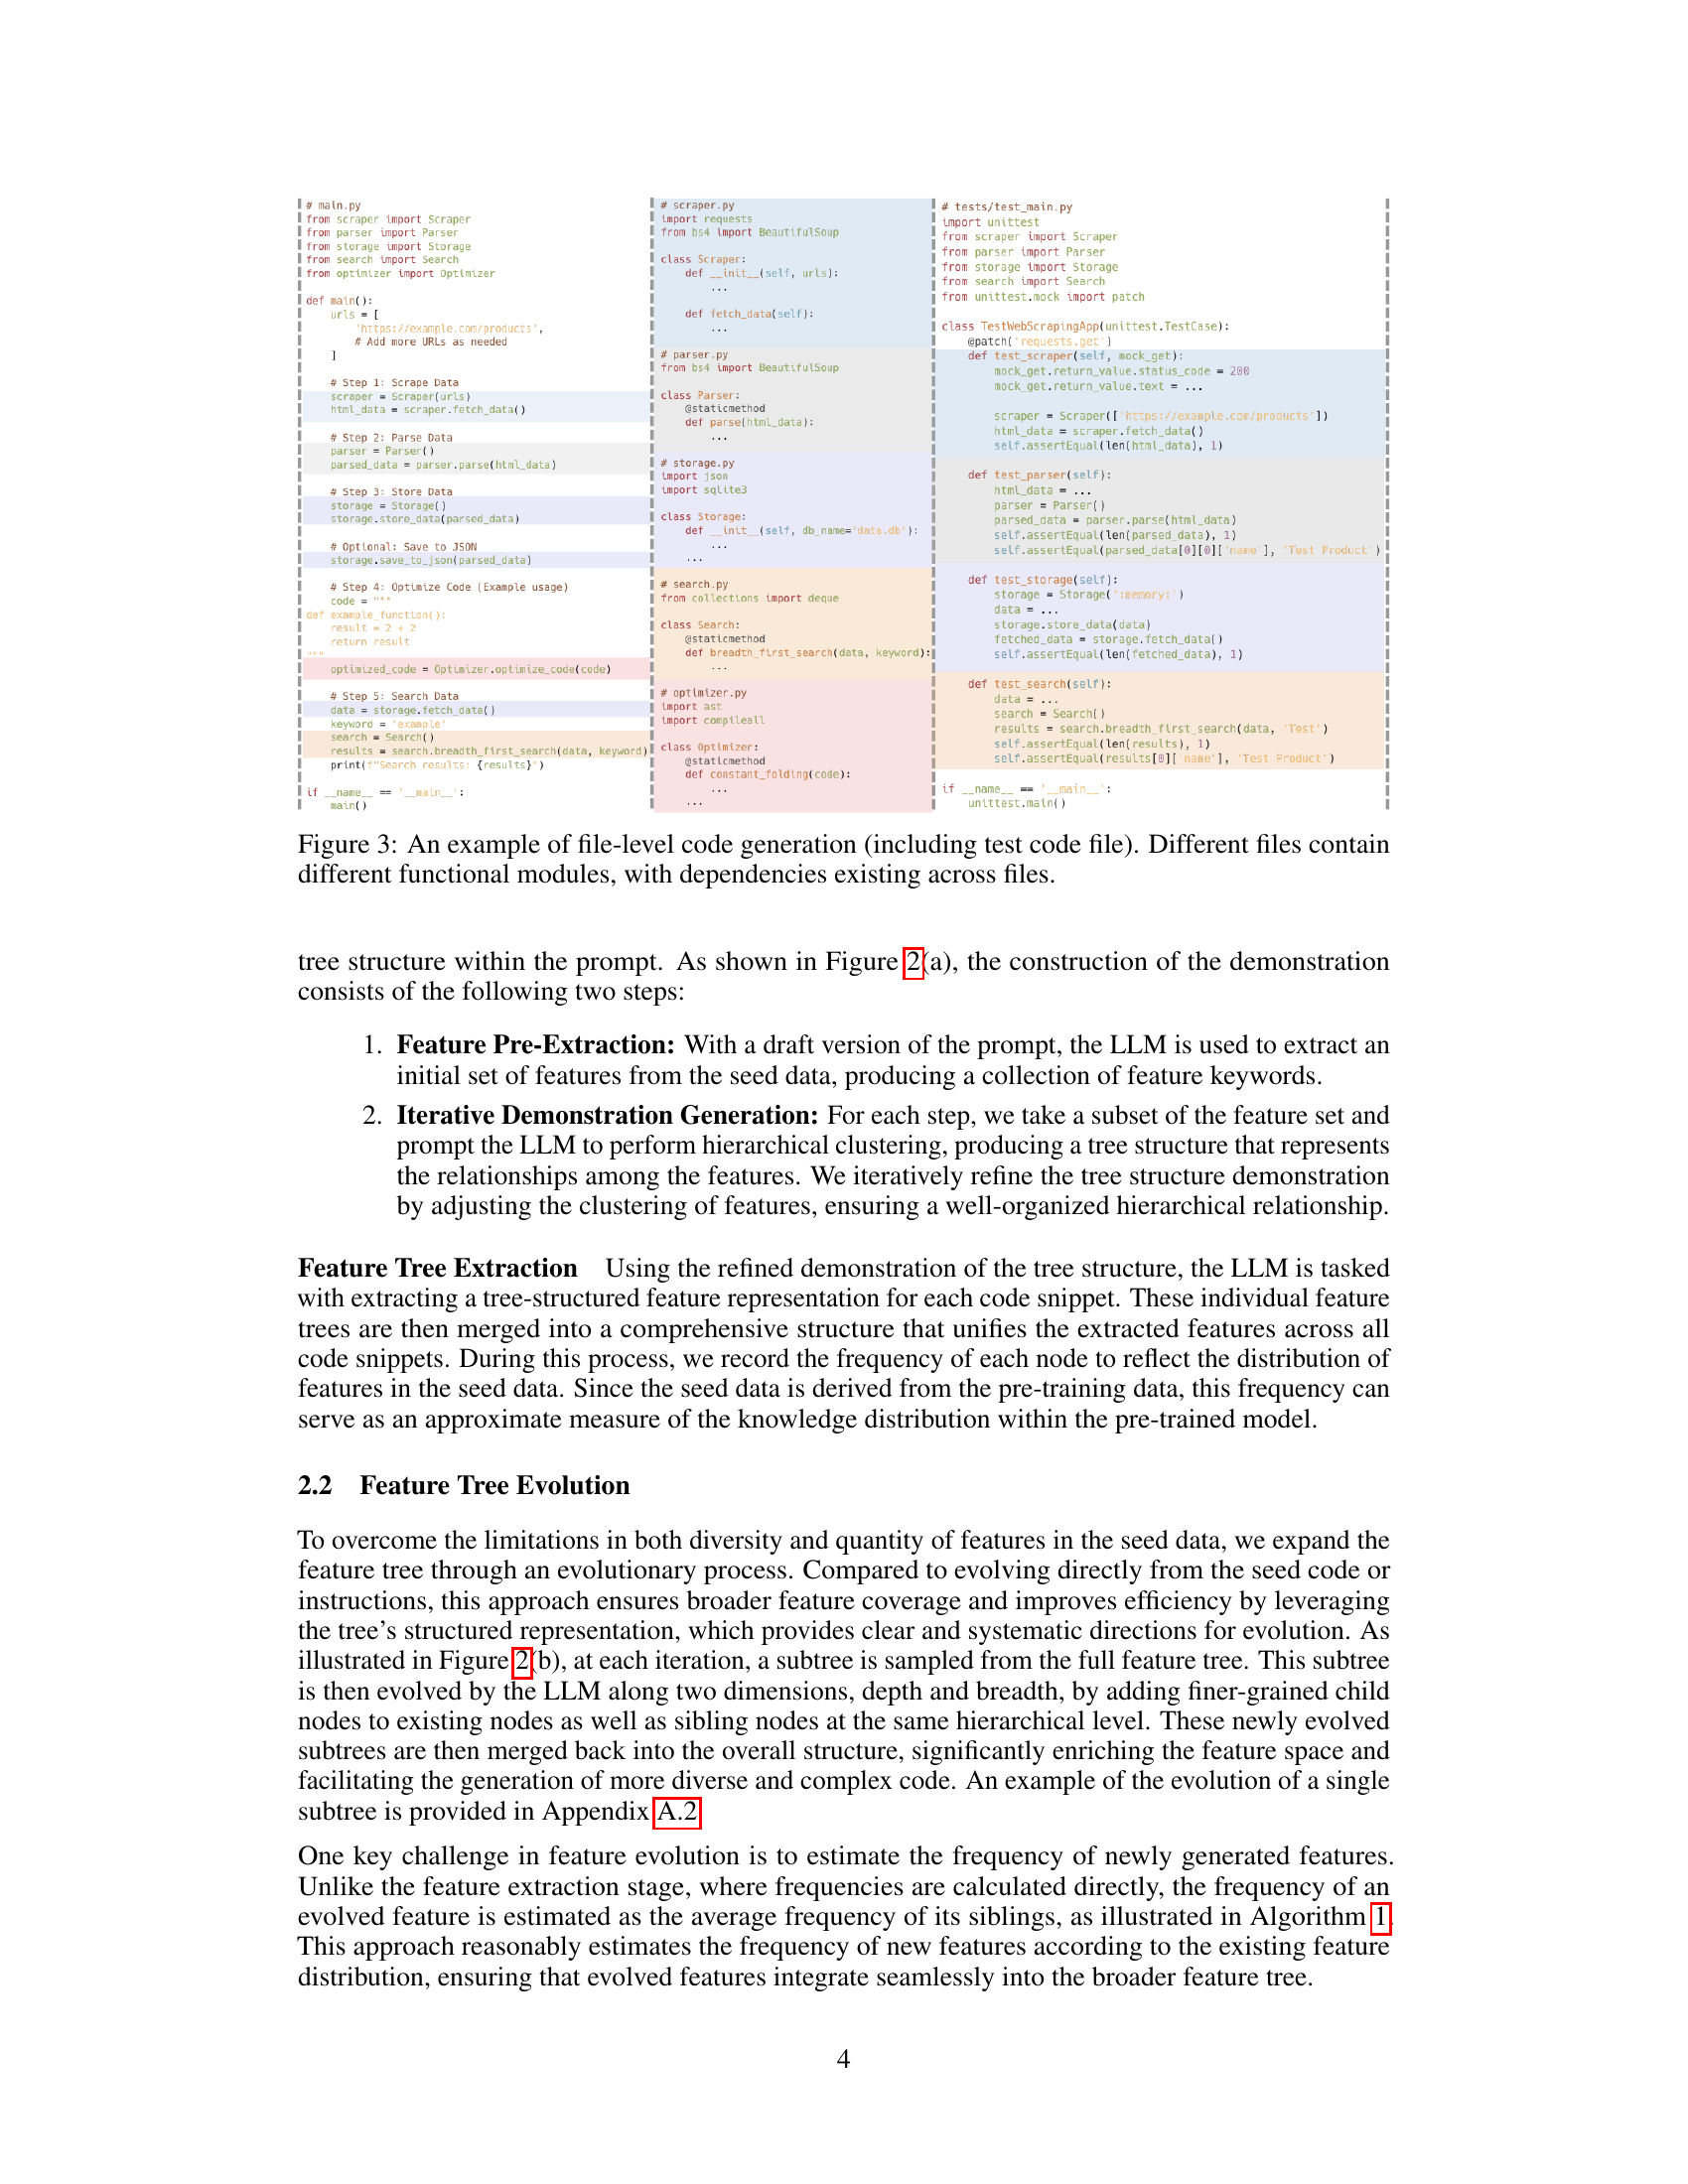 # main.py
from scraper import Scraper
from parser import Parser
from storage import Storage
from search import Search
from optimizer import Optimizer
def main():
urls = [
'https://example.com/products',
# Add more URLs as needed
]
# Step 1: Scrape Data
scraper = Scraper(urls)
html_data = scraper.fetch_data()
# Step 2: Parse Data
parser = Parser()
parsed_data = parser.parse(html_data)
# Step 3: Store Data
storage = Storage()
storage.store_data(parsed_data)
# Optional: Save to JSON
storage.save_to_json(parsed_data)
# Step 4: Optimize Code (Example usage)
code = """
def example_function():
result = 2 + 2
return result
"""
optimized_code = Optimizer.optimize_code(code)
# Step 5: Search Data
data = storage.fetch_data()
keyword = 'example'
search = Search()
results = search.breadth_first_search(data, keyword)
print(f"Search results: {results}")
if __name__ == '__main__':
main()
# scraper.py
import requests
from bs4 import BeautifulSoup
class Scraper:
def __init__(self, urls):
...
def fetch_data(self):
...
# parser.py
from bs4 import BeautifulSoup
class Parser:
@staticmethod
def parse(html_data):
...
# storage.py
import json
import sqlite3
class Storage:
def __init__(self, db_name='data.db'):
...
...
# search.py
from collections import deque
class Search:
@staticmethod
def breadth_first_search(data, keyword):
...
# optimizer.py
import ast
import compileall
class Optimizer:
@staticmethod
def constant_folding(code):
...
...
# tests/test_main.py
import unittest
from scraper import Scraper
from parser import Parser
from storage import Storage
from search import Search
from unittest.mock import patch
class TestWebScrapingApp(unittest.TestCase):
@patch('requests.get')
def test_scraper(self, mock_get):
mock_get.return_value.status_code = 200
mock_get.return_value.text = ...
scraper = Scraper(['https://example.com/products'])
html_data = scraper.fetch_data()
self.assertEqual(len(html_data), 1)
def test_parser(self):
html_data = ...
parser = Parser()
parsed_data = parser.parse(html_data)
self.assertEqual(len(parsed_data), 1)
self.assertEqual(parsed_data[0][0]['name'], 'Test Product')
def test_storage(self):
storage = Storage(':memory:')
data = ...
storage.store_data(data)
fetched_data = storage.fetch_data()
self.assertEqual(len(fetched_data), 1)
def test_search(self):
data = ...
search = Search()
results = search.breadth_first_search(data, 'Test')
self.assertEqual(len(results), 1)
self.assertEqual(results[0]['name'], 'Test Product')
if __name__ == '__main__':
unittest.main()
Figure 3: An example of file-level code generation (including test code file). Different files contain
different functional modules, with dependencies existing across files.
tree structure within the prompt. As shown in Figure 2(a), the construction of the demonstration
consists of the following two steps:
1. Feature Pre-Extraction: With a draft version of the prompt, the LLM is used to extract an
initial set of features from the seed data, producing a collection of feature keywords.
2. Iterative Demonstration Generation: For each step, we take a subset of the feature set and
prompt the LLM to perform hierarchical clustering, producing a tree structure that represents
the relationships among the features. We iteratively refine the tree structure demonstration
by adjusting the clustering of features, ensuring a well-organized hierarchical relationship.
Feature Tree Extraction Using the refined demonstration of the tree structure, the LLM is tasked
with extracting a tree-structured feature representation for each code snippet. These individual feature
trees are then merged into a comprehensive structure that unifies the extracted features across all
code snippets. During this process, we record the frequency of each node to reflect the distribution of
features in the seed data. Since the seed data is derived from the pre-training data, this frequency can
serve as an approximate measure of the knowledge distribution within the pre-trained model.
2.2 Feature Tree Evolution
To overcome the limitations in both diversity and quantity of features in the seed data, we expand the
feature tree through an evolutionary process. Compared to evolving directly from the seed code or
instructions, this approach ensures broader feature coverage and improves efficiency by leveraging
the tree's structured representation, which provides clear and systematic directions for evolution. As
illustrated in Figure 2(b), at each iteration, a subtree is sampled from the full feature tree. This subtree
is then evolved by the LLM along two dimensions, depth and breadth, by adding finer-grained child
nodes to existing nodes as well as sibling nodes at the same hierarchical level. These newly evolved
subtrees are then merged back into the overall structure, significantly enriching the feature space and
facilitating the generation of more diverse and complex code. An example of the evolution of a single
subtree is provided in Appendix A.2
One key challenge in feature evolution is to estimate the frequency of newly generated features.
Unlike the feature extraction stage, where frequencies are calculated directly, the frequency of an
evolved feature is estimated as the average frequency of its siblings, as illustrated in Algorithm 1.
This approach reasonably estimates the frequency of new features according to the existing feature
distribution, ensuring that evolved features integrate seamlessly into the broader feature tree.
4